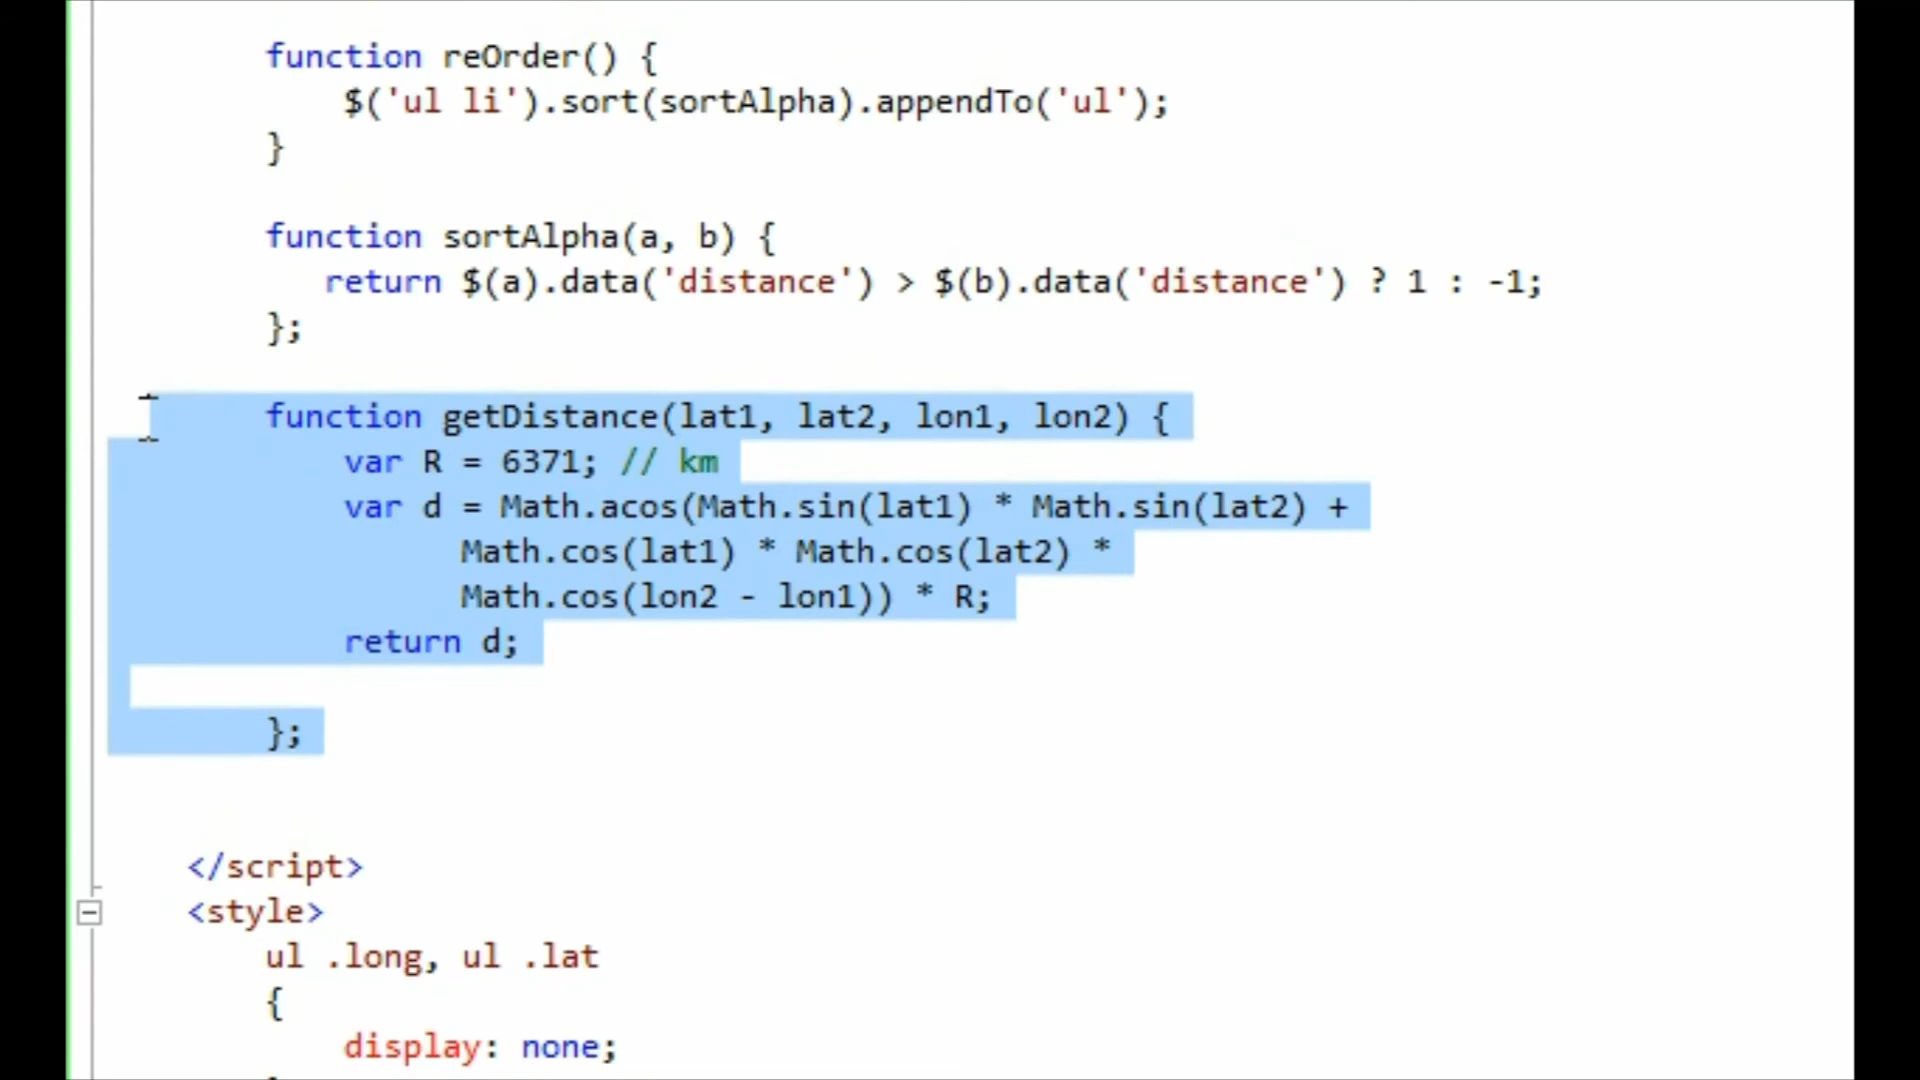 function reOrder() {
$('ul li').sort(sortAlpha).appendTo('ul');
}
function sortAlpha(a, b) {
return $(a).data('distance') > $(b).data('distance') ? 1 : -1;
};
function getDistance(lat1, lat2, lon1, lon2) {
var R = 6371; // km
var d = Math.acos(Math.sin(lat1) * Math.sin(lat2) +
Math.cos(lat1) * Math.cos(lat2) *
Math.cos(lon2 - lon1)) * R;
return d;
};
</script>
<style>
ul .long, ul .lat
{
display: none;